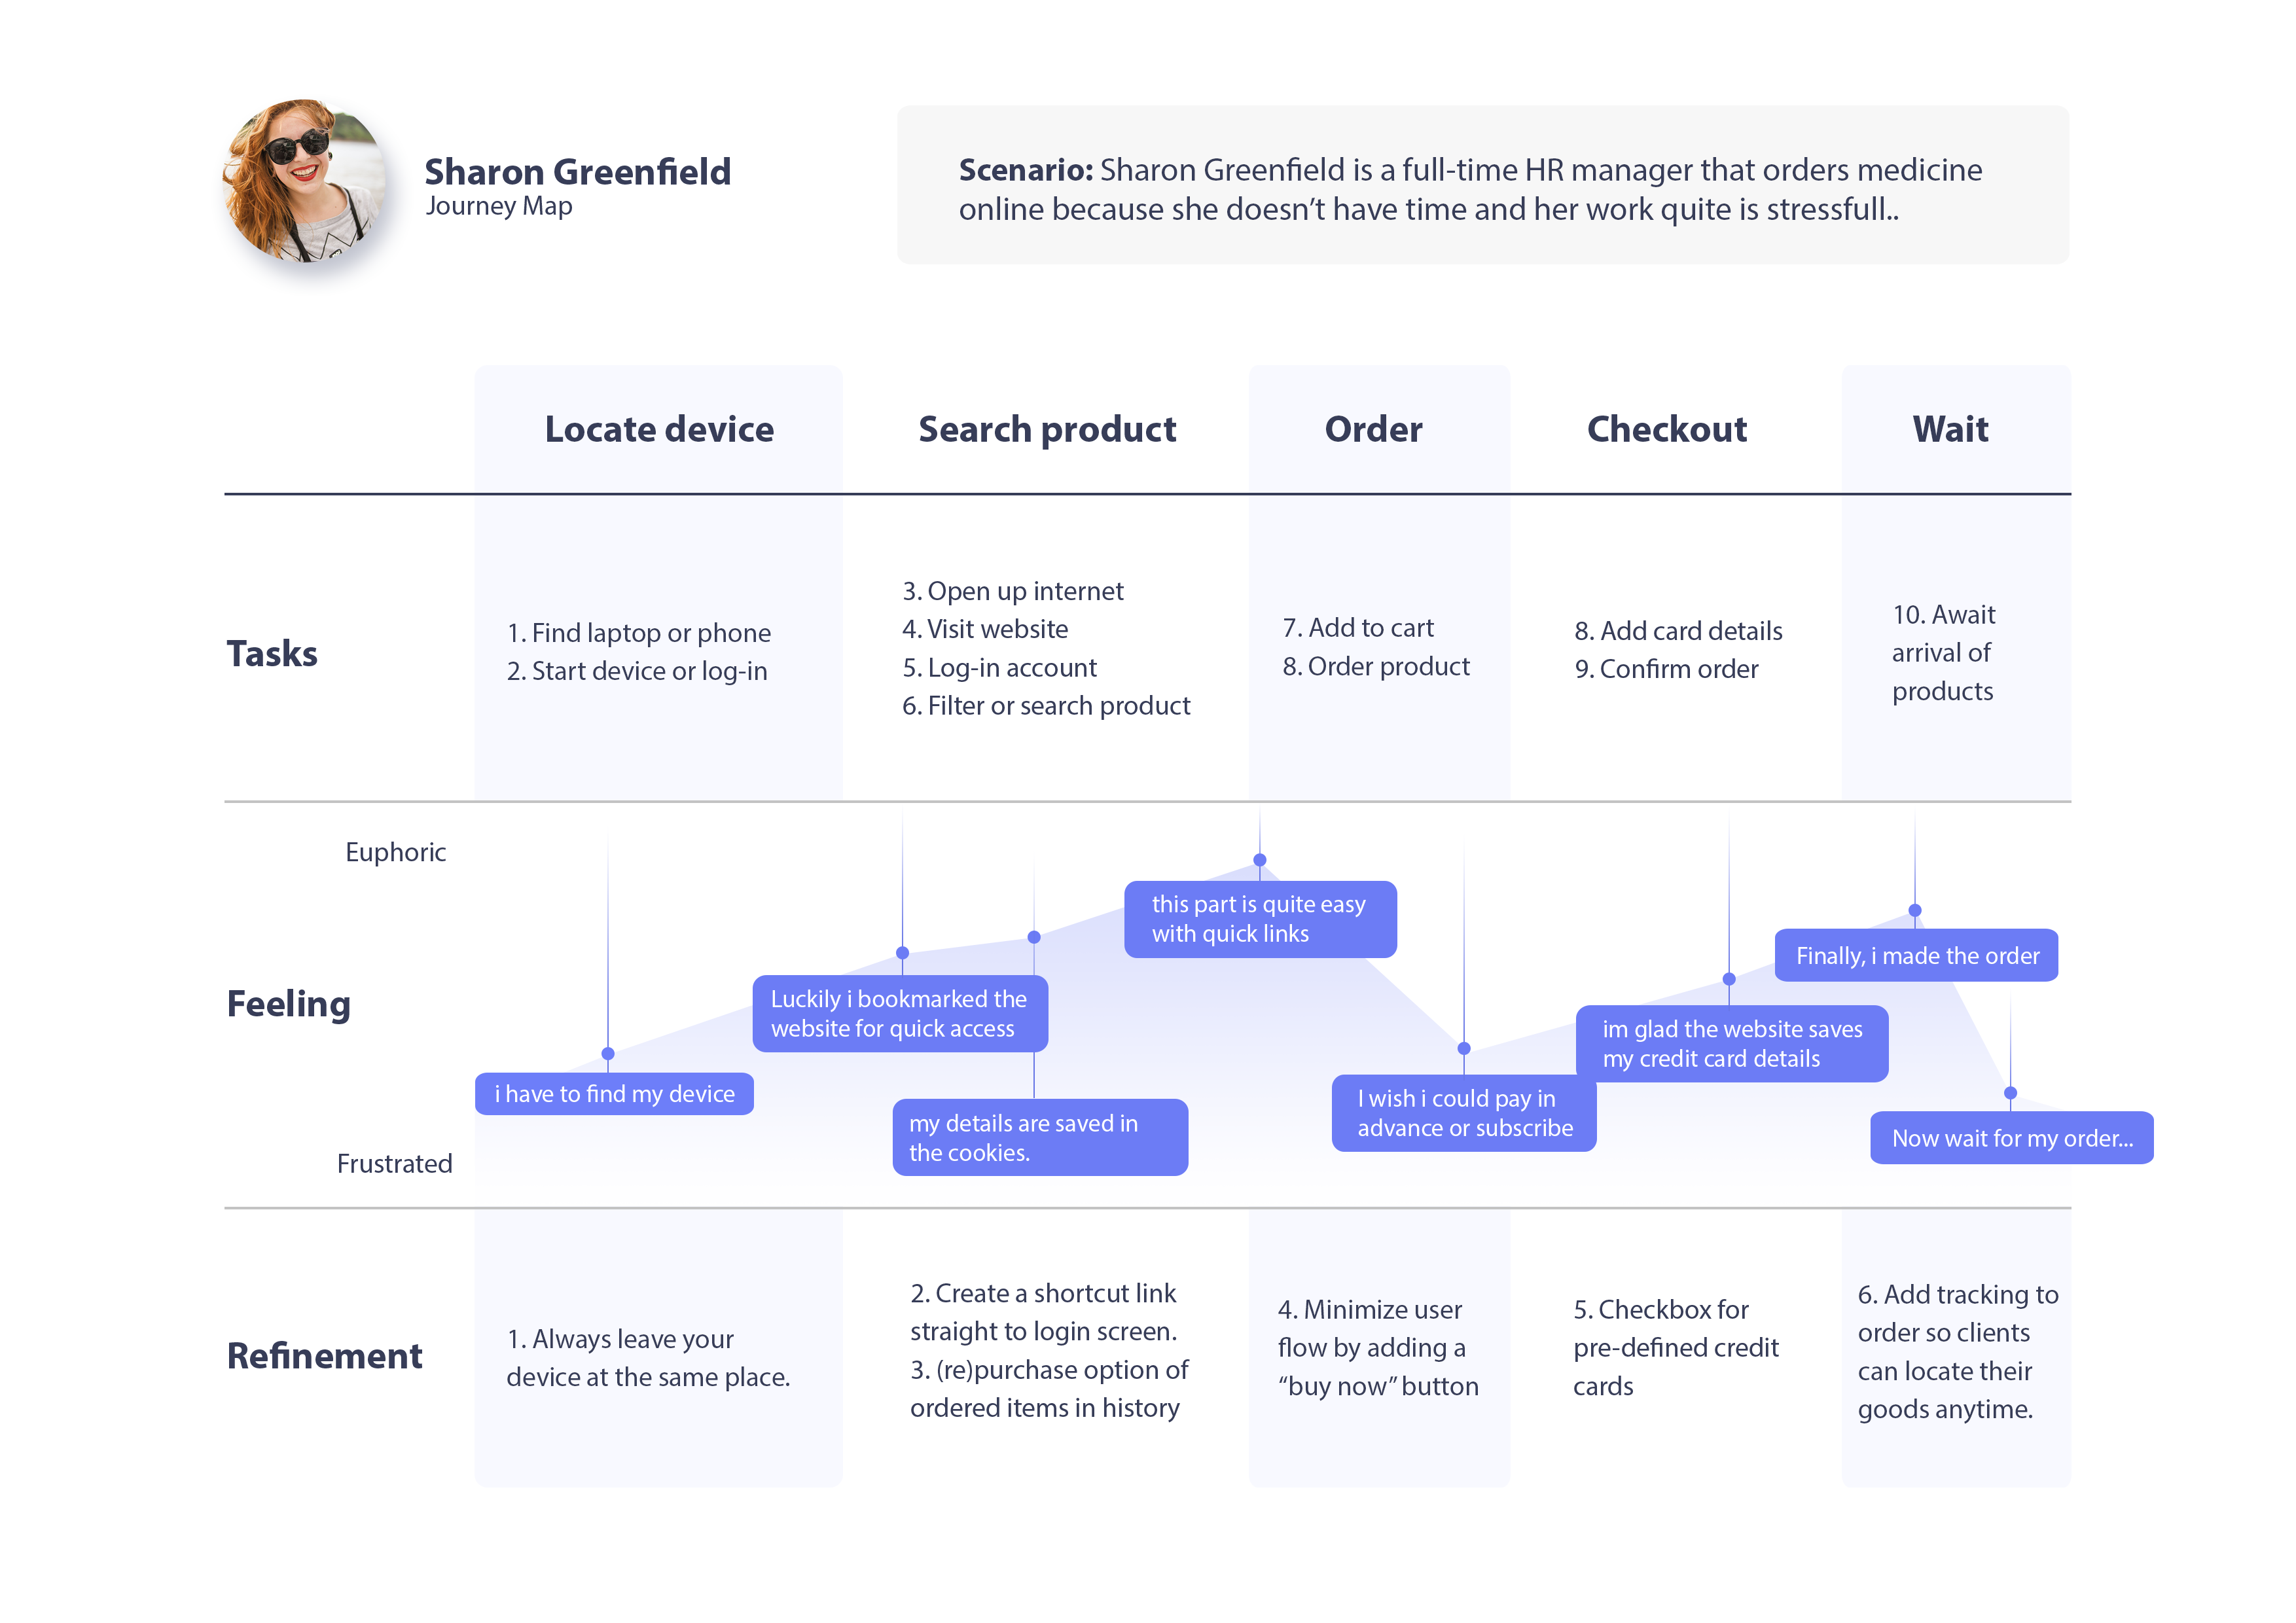 Sharon Greenfield
Journey Map
Scenario: Sharon Greenfield is a full-time HR manager that orders medicine
online because she doesn’t have time and her work quite is stressfull..
Locate device
Search product
Order
Checkout
Wait
Tasks
1. Find laptop or phone
2. Start device or log-in
3. Open up internet
4. Visit website
5. Log-in account
6. Filter or search product
7. Add to cart
8. Order product
8. Add card details
9. Confirm order
10. Await
arrival of
products
Feeling
Euphoric
Frustrated
i have to find my device
Luckily i bookmarked the
website for quick access
my details are saved in
the cookies.
this part is quite easy
with quick links
I wish i could pay in
advance or subscribe
im glad the website saves
my credit card details
Finally, i made the order
Now wait for my order...
Refinement
1. Always leave your
device at the same place.
2. Create a shortcut link
straight to login screen.
3. (re)purchase option of
ordered items in history
4. Minimize user
flow by adding a
“buy now” button
5. Checkbox for
pre-defined credit
cards
6. Add tracking to
order so clients
can locate their
goods anytime.